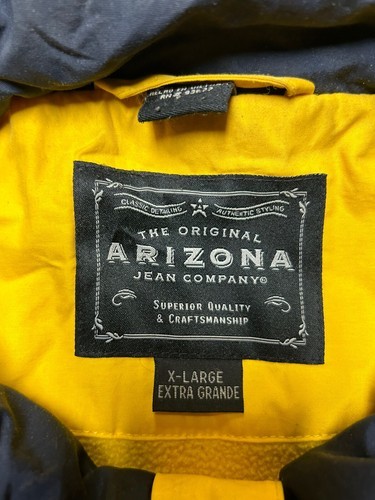 CLASSIC DETAILING AUTHENTIC STYLING
THE ORIGINAL
ARIZONA
JEAN COMPANY®
SUPERIOR QUALITY
& CRAFTSMANSHIP
X-LARGE
EXTRA GRANDE